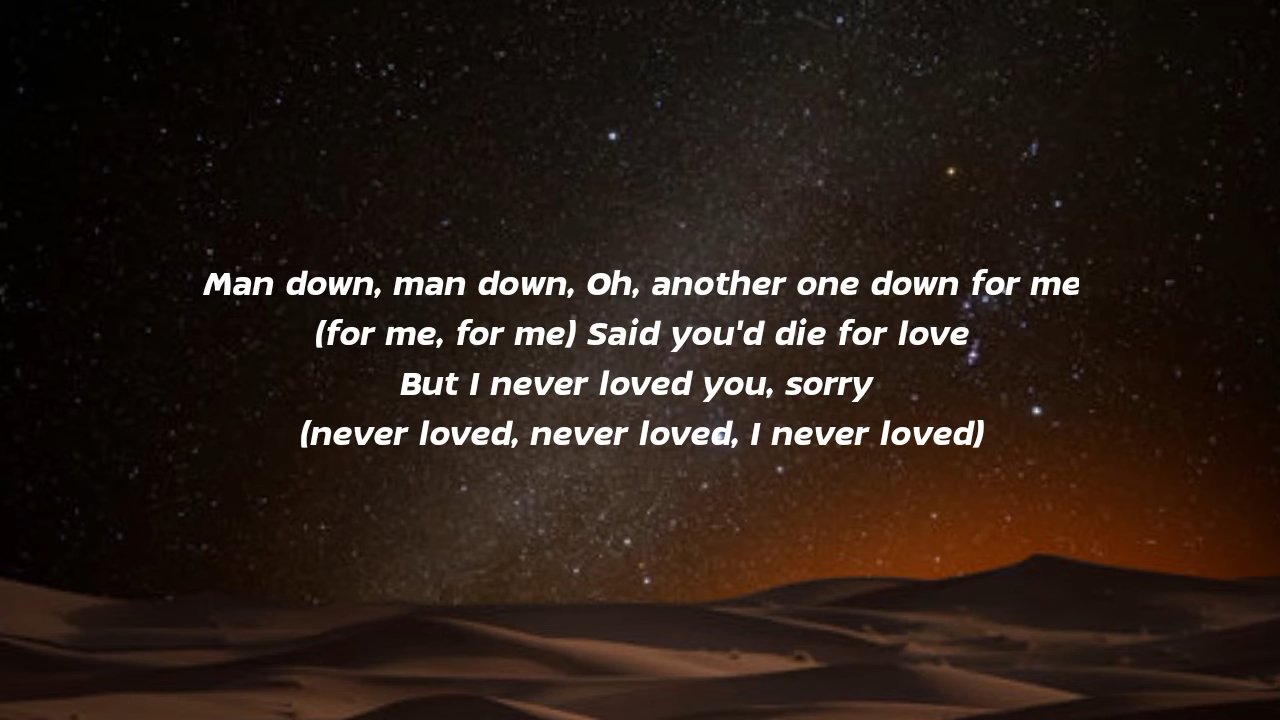 Man down, man down, Oh, another one down for me
(for me, for me) Said you'd die for love
But I never loved you, sorry
(never loved, never loved, I never loved)